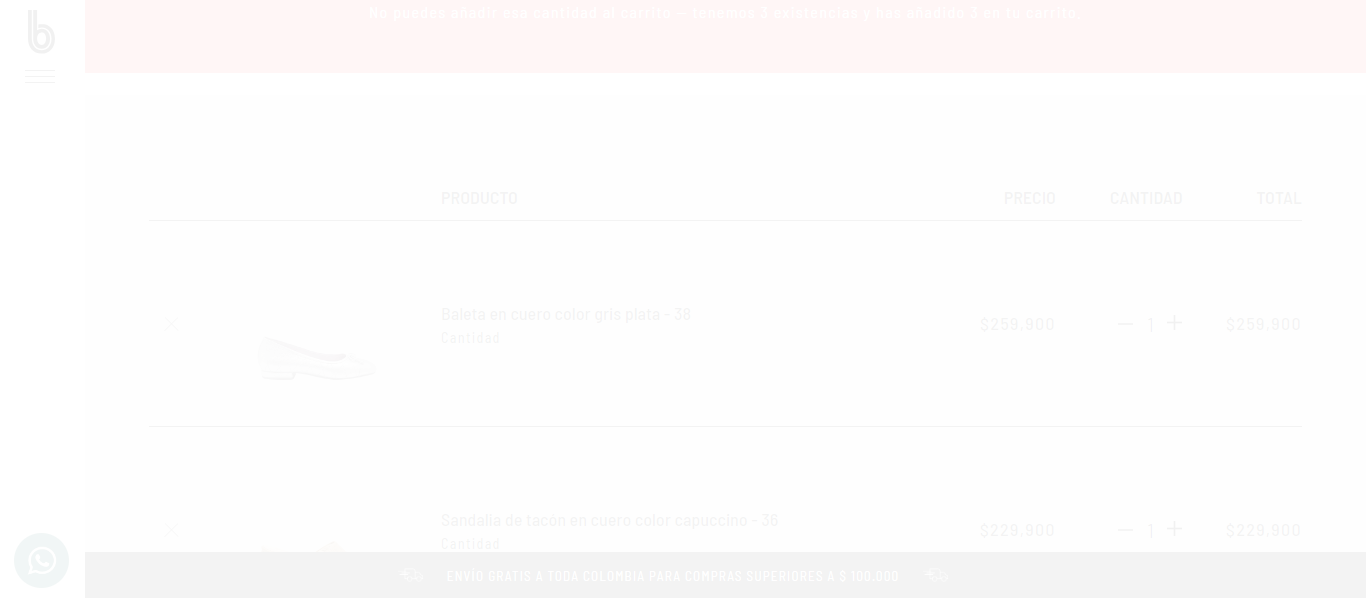 b
No puedes añadir esa cantidad al carrito — tenemos 3 existencias y has añadido 3 en tu carrito.
PRODUCTO PRECIO CANTIDAD TOTAL
Baleta en cuero color gris plata - 38
Cantidad
$259.900 — 1 + $259.900
Sandalia de tacón en cuero color capuccino - 36
Cantidad
$229.900 — 1 + $229.900
ENVÍO GRATIS A TODA COLOMBIA PARA COMPRAS SUPERIORES A $ 100.000